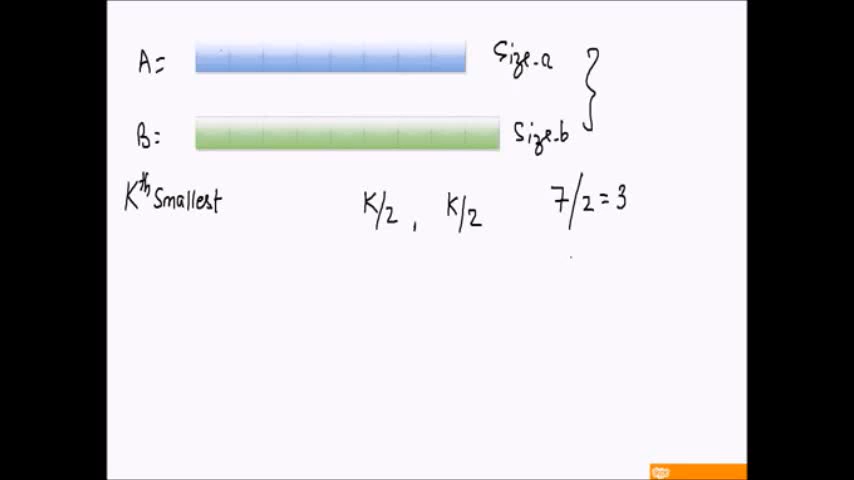 A= Size-a
B= Size-b
Kth Smallest K/2 , K/2 7/2 = 3